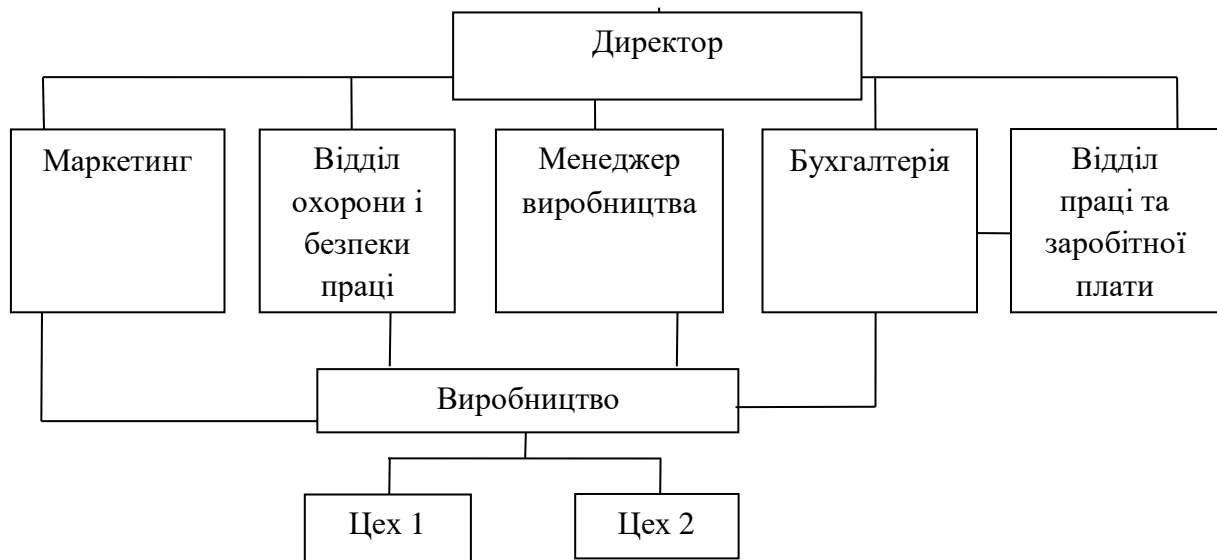 Директор
Маркетинг
Відділ
охорони і
безпеки
праці
Менеджер
виробництва
Бухгалтерія
Відділ
праці та
заробітної
плати
Виробництво
Цех 1
Цех 2